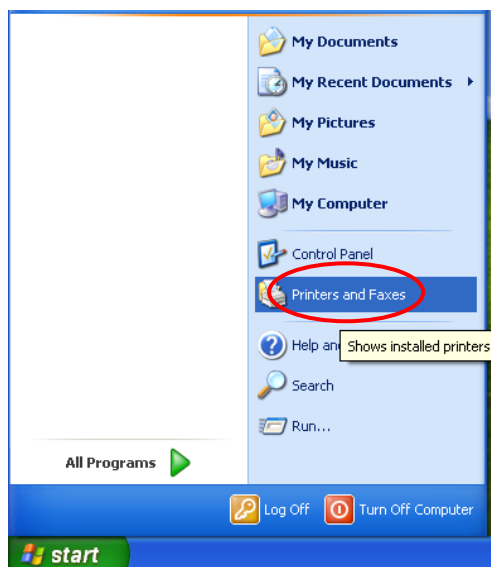 My Documents
My Recent Documents
My Pictures
My Music
My Computer
Control Panel
Printers and Faxes
Help an
Shows installed printers
Search
Run...
All Programs
Log Off
Turn Off Computer
start